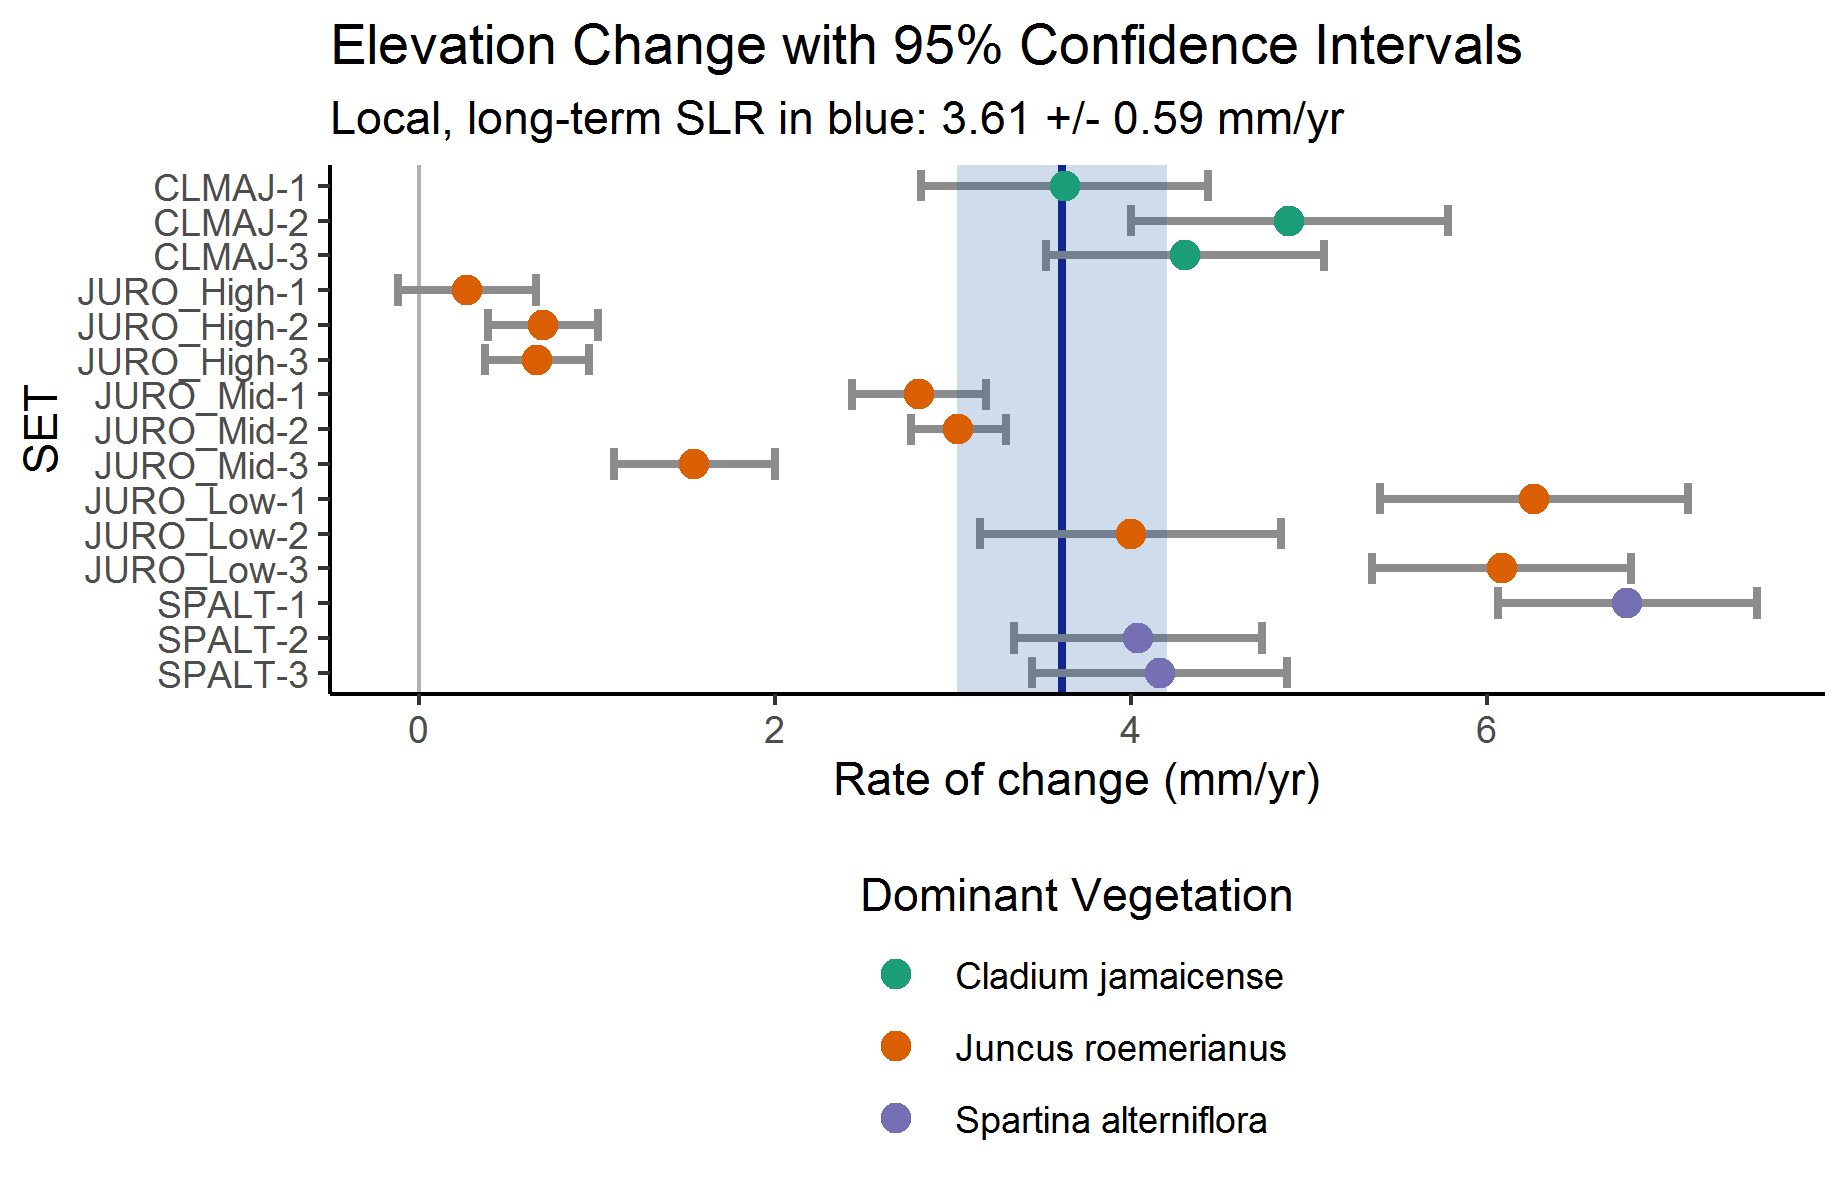 Elevation Change with 95% Confidence Intervals
Local, long-term SLR in blue: 3.61 +/- 0.59 mm/yr
SET
CLMAJ-1
CLMAJ-2
CLMAJ-3
JURO_High-1
JURO_High-2
JURO_High-3
JURO_Mid-1
JURO_Mid-2
JURO_Mid-3
JURO_Low-1
JURO_Low-2
JURO_Low-3
SPALT-1
SPALT-2
SPALT-3
0 2 4 6
Rate of change (mm/yr)
Dominant Vegetation
Cladium jamaicense
Juncus roemerianus
Spartina alterniflora